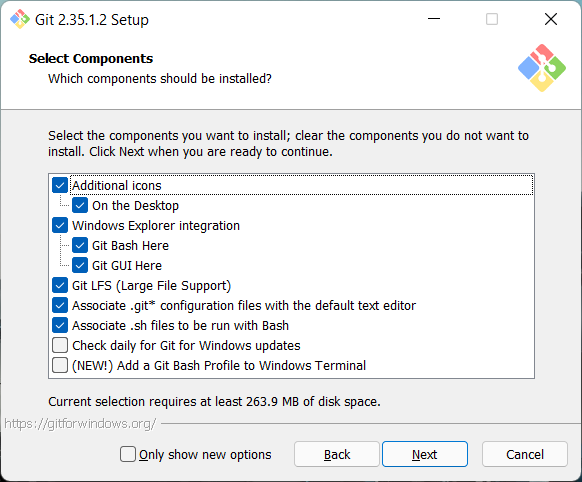 Git 2.35.1.2 Setup
Select Components
Which components should be installed?
Select the components you want to install; clear the components you do not want to
install. Click Next when you are ready to continue.
Additional icons
On the Desktop
Windows Explorer integration
Git Bash Here
Git GUI Here
Git LFS (Large File Support)
Associate .git* configuration files with the default text editor
Associate .sh files to be run with Bash
Check daily for Git for Windows updates
(NEW!) Add a Git Bash Profile to Windows Terminal
Current selection requires at least 263.9 MB of disk space.
https://gitforwindows.org/
Only show new options
Back
Next
Cancel